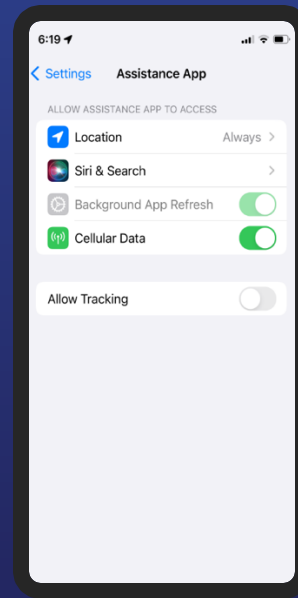 6:19
Settings
Assistance App
ALLOW ASSISTANCE APP TO ACCESS
Location Always
Siri & Search
Background App Refresh
Cellular Data
Allow Tracking